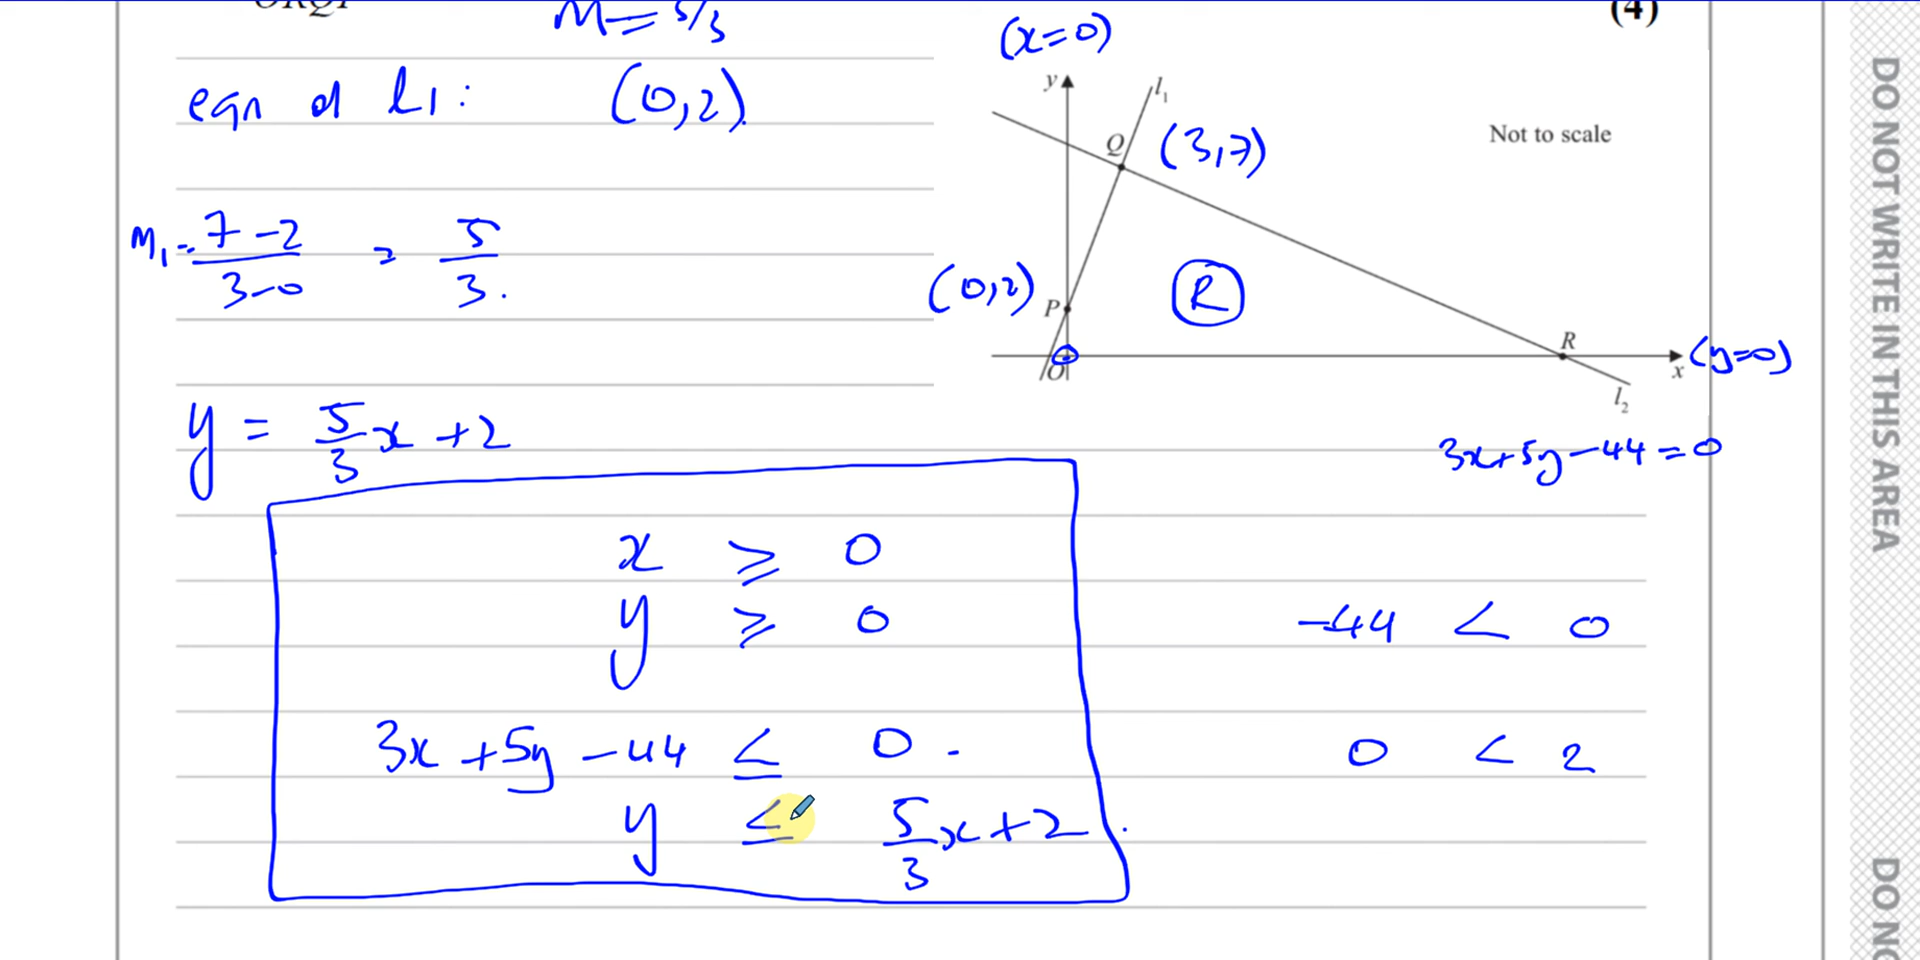 M = 5/3
(4)
(x=0)
eqn of l₁: (0,2)
y
l₁
Not to scale
Q (3,7)
M₁ = (7-2)/(3-0) = 5/3.
(0,2) P
R
R
(y=0)
O
x
l₂
y = 5/3 x + 2
3x+5y-44=0
x ⩾ 0
y ⩾ 0
-44 < 0
3x + 5y - 44 ≤ 0.
0 < 2
y ≤ 5/3 x + 2.
DO NOT WRITE IN THIS AREA